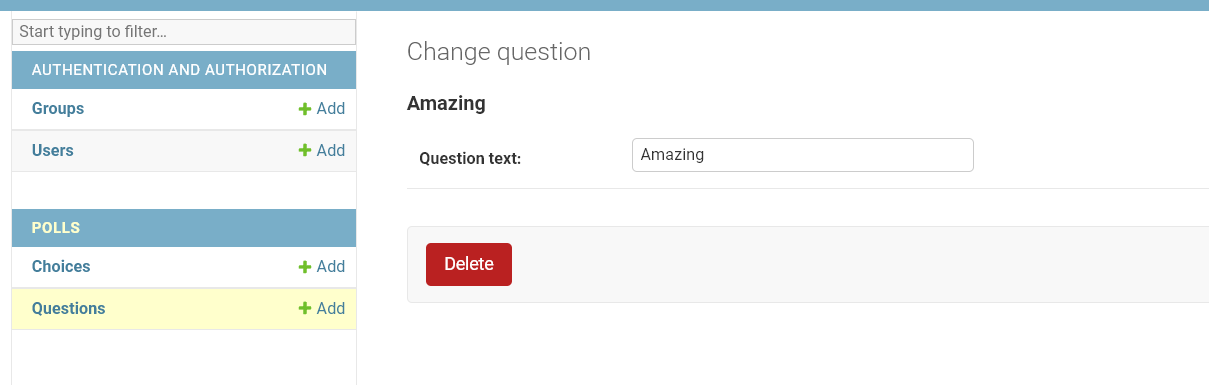 Start typing to filter…
AUTHENTICATION AND AUTHORIZATION
Groups Add
Users Add
POLLS
Choices Add
Questions Add
Change question
Amazing
Question text: Amazing
Delete